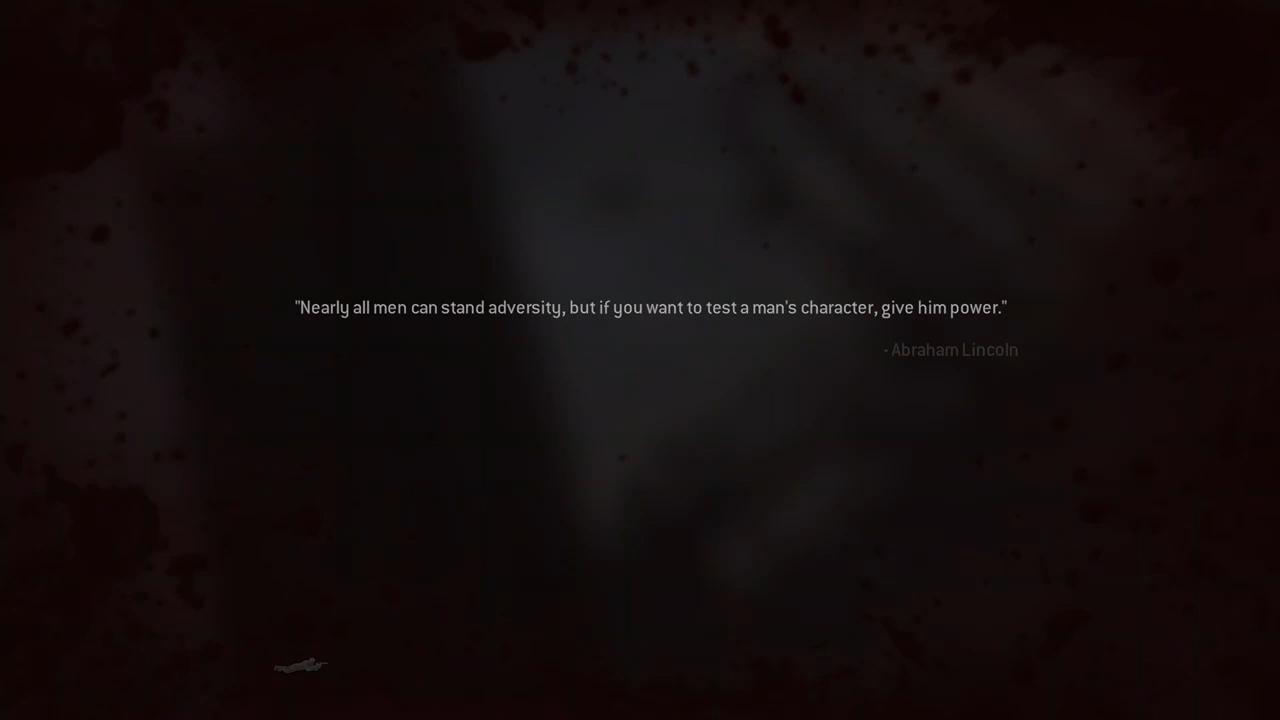 "Nearly all men can stand adversity, but if you want to test a man's character, give him power."
- Abraham Lincoln